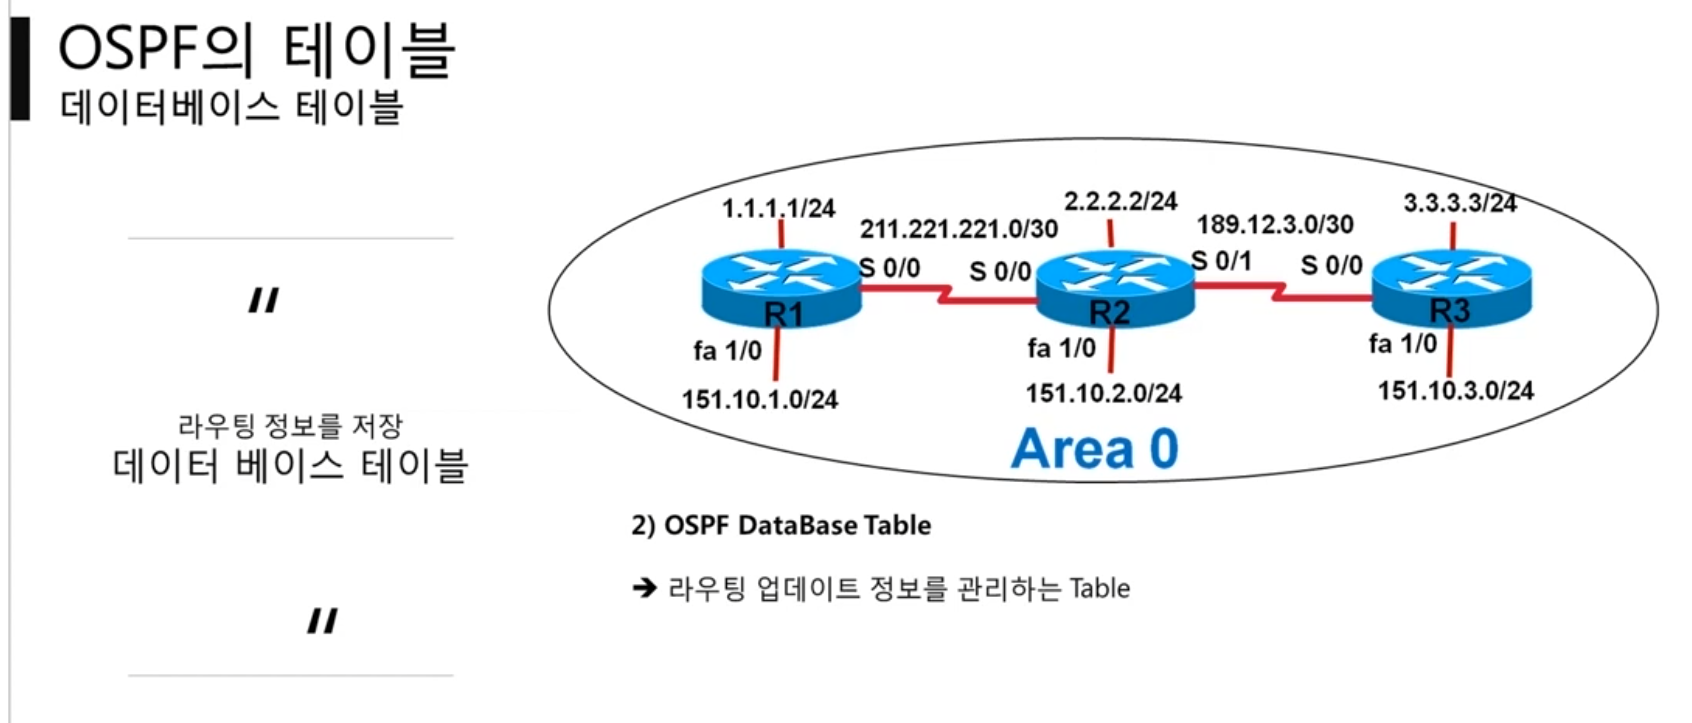 OSPF의 테이블
데이터베이스 테이블
"
라우팅 정보를 저장
데이터 베이스 테이블
"
1.1.1.1/24
2.2.2.2/24
3.3.3.3/24
211.221.221.0/30
189.12.3.0/30
S 0/0
S 0/0
S 0/1
S 0/0
R1
R2
R3
fa 1/0
fa 1/0
fa 1/0
151.10.1.0/24
151.10.2.0/24
151.10.3.0/24
Area 0
2) OSPF DataBase Table
➔ 라우팅 업데이트 정보를 관리하는 Table